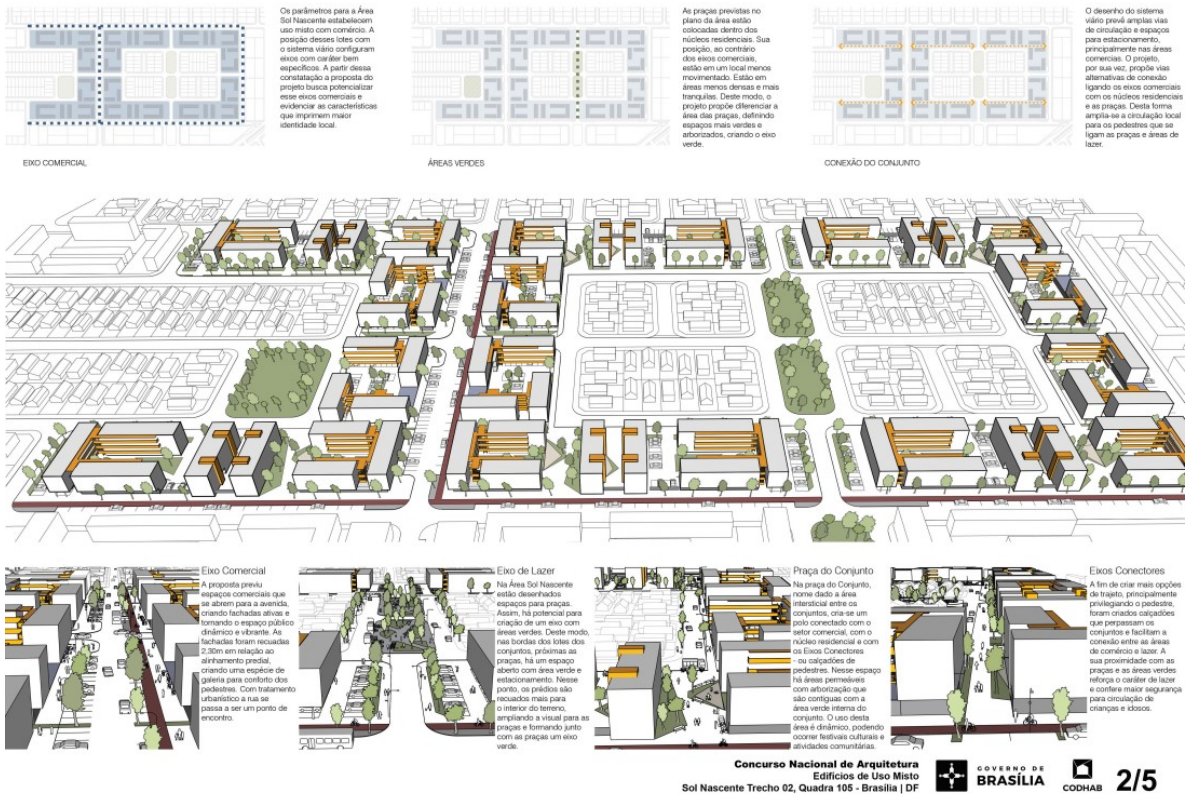 Os parâmetros para a Área
Sol Nascente estabelecem
uso misto com comércio. A
posição desses lotes com
o sistema viário configuram
eixos com caráter bem
específicos. A partir dessa
constatação a proposta do
projeto busca potencializar
esse eixos comerciais e
evidenciar as características
que imprimem maior
identidade local.
EIXO COMERCIAL
As praças previstas no
plano da área estão
colocadas dentro dos
núcleos residenciais. Sua
posição, ao contrário
dos eixos comerciais,
estão em um local menos
movimentado. Estão em
áreas menos densas e mais
tranquilas. Deste modo, o
projeto propõe diferenciar a
área das praças, definindo
espaços mais verdes e
arborizados, criando o eixo
verde.
ÁREAS VERDES
O desenho do sistema
viário prevê amplas vias
de circulação e espaços
para estacionamento,
principalmente nas áreas
comercias. O projeto,
por sua vez, propõe vias
alternativas de conexão
ligando os eixos comerciais
com os núcleos residenciais
e as praças. Desta forma
amplia-se a circulação local
para os pedestres que se
ligam as praças e áreas de
lazer.
CONEXÃO DO CONJUNTO
Eixo Comercial
A proposta previu
espaços comerciais que
se abrem para a avenida,
criando fachadas ativas e
tornando o espaço público
dinâmico e vibrante. As
fachadas foram recuadas
2,30m em relação ao
alinhamento predial,
criando uma espécie de
galeria para conforto dos
pedestres. Com tratamento
urbanístico a rua se
passa a ser um ponto de
encontro.
Eixo de Lazer
Na Área Sol Nascente
estão desenhados
espaços para praças.
Assim, há potencial para
criação de um eixo com
áreas verdes. Deste modo,
nas bordas dos lotes dos
conjuntos, próximas as
praças, há um espaço
aberto com área verde e
estacionamento. Nesse
ponto, os prédios são
recuados mais para
o interior do terreno,
ampliando a visual para as
praças e formando junto
com as praças um eixo
verde.
Praça do Conjunto
Na praça do Conjunto,
nome dado a área
intersticial entre os
conjuntos, cria-se um
polo conectado com o
setor comercial, com o
núcleo residencial e com
os Eixos Conectores
- ou calçadões de
pedestres. Nesse espaço
há áreas permeáveis
com arborização que
são contíguas com a
área verde interna do
conjunto. O uso desta
área é dinâmico, podendo
ocorrer festivais culturais e
atividades comunitárias.
Eixos Conectores
A fim de criar mais opções
de trajeto, principalmente
privilegiando o pedestre,
foram criados calçadões
que perpassam os
conjuntos e facilitam a
conexão entre as áreas
de comércio e lazer. A
sua proximidade com as
praças e as áreas verdes
reforça o caráter de lazer
e confere maior segurança
para circulação de
crianças e idosos.
Concurso Nacional de Arquitetura
Edifícios de Uso Misto
Sol Nascente Trecho 02, Quadra 105 - Brasília | DF
GOVERNO DE
BRASÍLIA
CODHAB
2/5